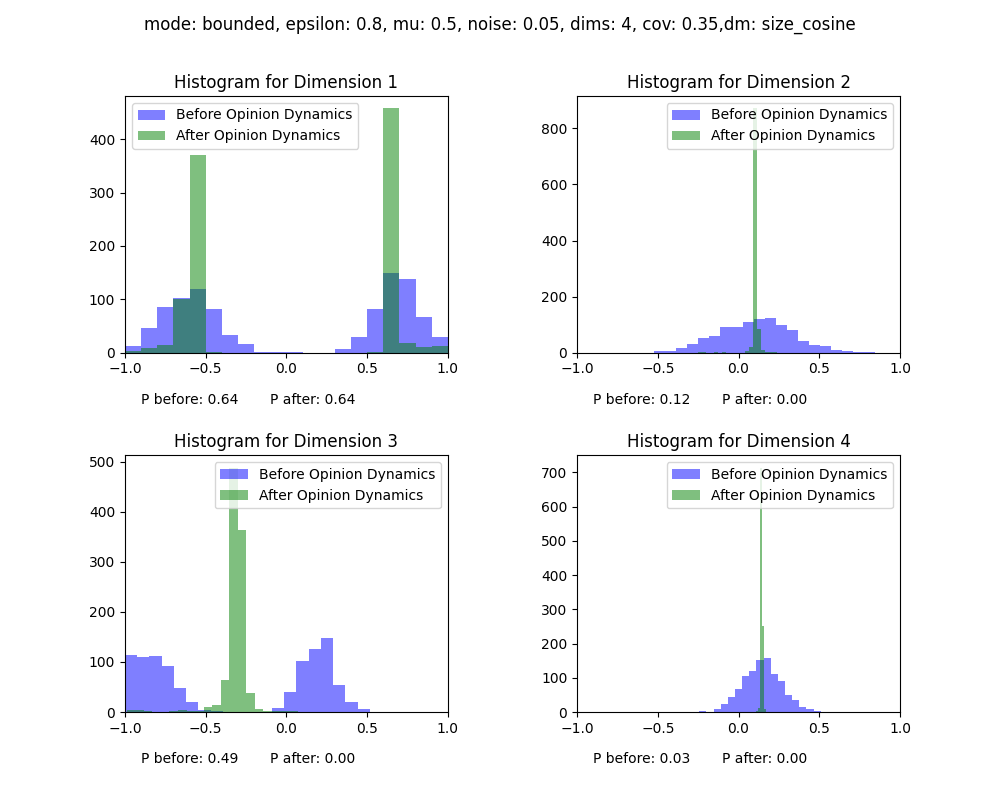 mode: bounded, epsilon: 0.8, mu: 0.5, noise: 0.05, dims: 4, cov: 0.35,dm: size_cosine
Histogram for Dimension 1
Before Opinion Dynamics
After Opinion Dynamics
400
300
200
100
0
−1.0 −0.5 0.0 0.5 1.0
P before: 0.64 P after: 0.64
Histogram for Dimension 2
Before Opinion Dynamics
After Opinion Dynamics
800
600
400
200
0
−1.0 −0.5 0.0 0.5 1.0
P before: 0.12 P after: 0.00
Histogram for Dimension 3
Before Opinion Dynamics
After Opinion Dynamics
500
400
300
200
100
0
−1.0 −0.5 0.0 0.5 1.0
P before: 0.49 P after: 0.00
Histogram for Dimension 4
Before Opinion Dynamics
After Opinion Dynamics
700
600
500
400
300
200
100
0
−1.0 −0.5 0.0 0.5 1.0
P before: 0.03 P after: 0.00